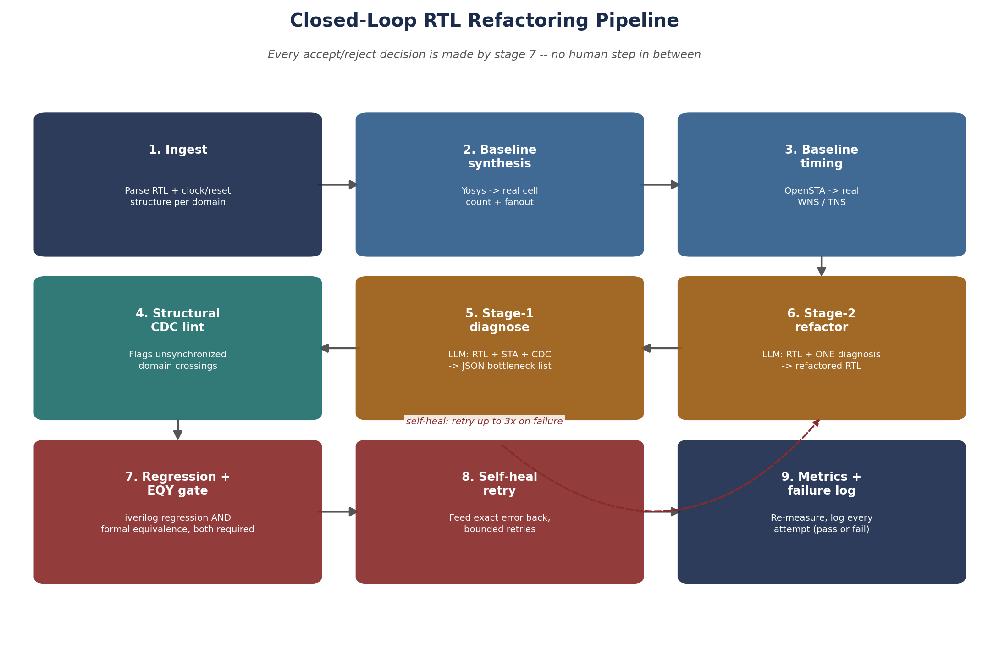 Closed-Loop RTL Refactoring Pipeline
Every accept/reject decision is made by stage 7 -- no human step in between
1. Ingest
Parse RTL + clock/reset
structure per domain
2. Baseline
synthesis
Yosys -> real cell
count + fanout
3. Baseline
timing
OpenSTA -> real
WNS / TNS
4. Structural
CDC lint
Flags unsynchronized
domain crossings
5. Stage-1
diagnose
LLM: RTL + STA + CDC
-> JSON bottleneck list
6. Stage-2
refactor
LLM: RTL + ONE diagnosis
-> refactored RTL
self-heal: retry up to 3x on failure
7. Regression +
EQY gate
iverilog regression AND
formal equivalence, both required
8. Self-heal
retry
Feed exact error back,
bounded retries
9. Metrics +
failure log
Re-measure, log every
attempt (pass or fail)